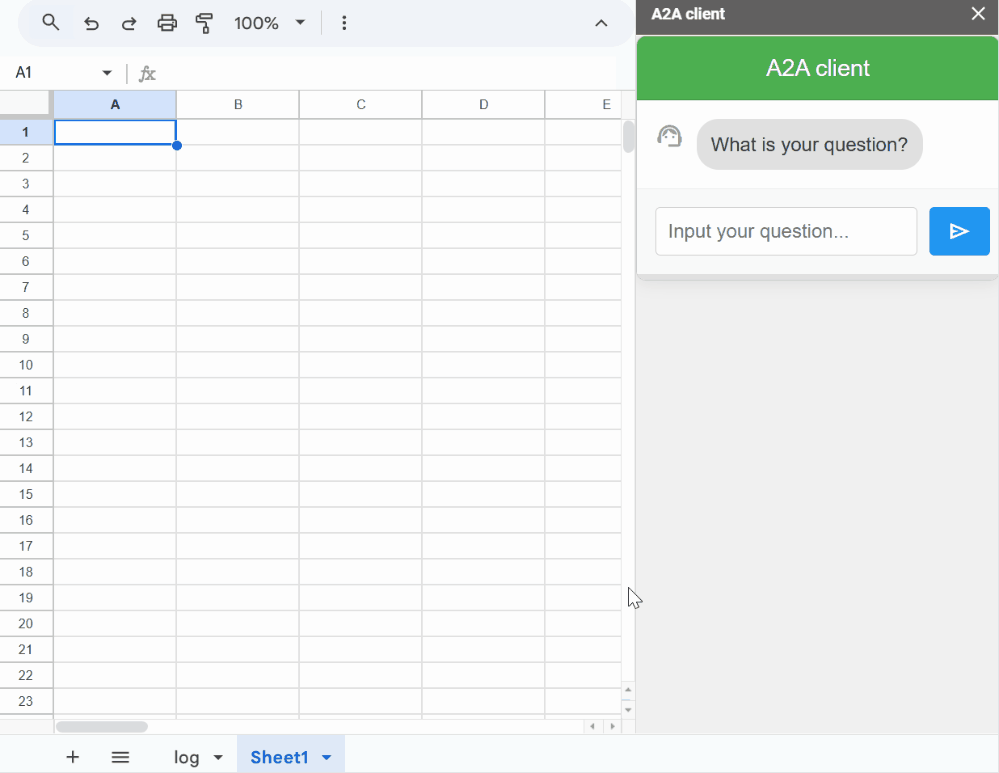 100%
A2A client
A1
fx
A2A client
A B C D E
1
2
3
4
5
6
7
8
9
10
11
12
13
14
15
16
17
18
19
20
21
22
23
What is your question?
Input your question...
log
Sheet1